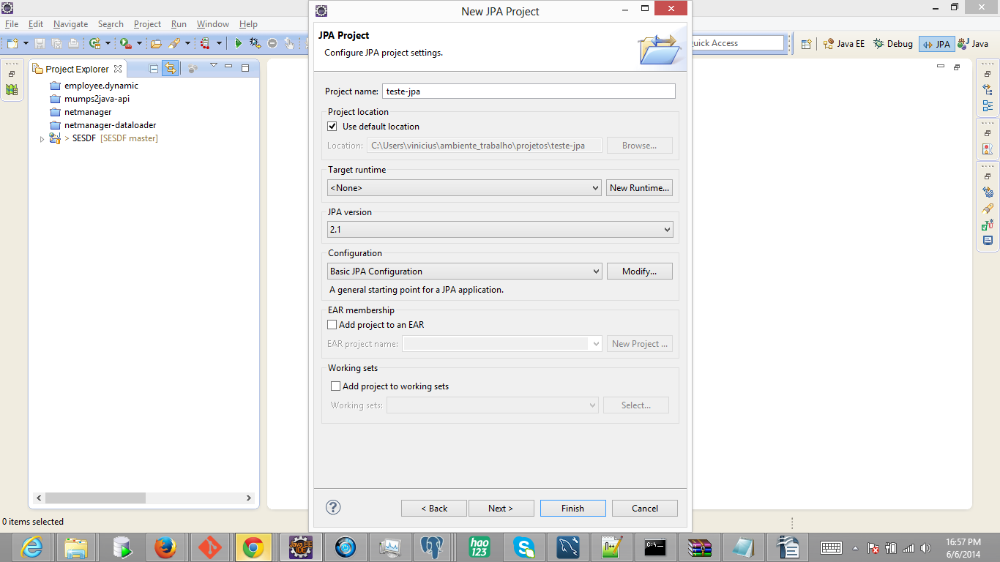 New JPA Project
File Edit Navigate Search Project Run Window Help
JPA Project
Configure JPA project settings.
uick Access
Java EE
Debug
JPA
Java
Project Explorer
employee.dynamic
mumps2java-api
netmanager
netmanager-dataloader
> SESDF [SESDF master]
Project name: teste-jpa
Project location
Use default location
Location: C:\Users\vinicius\ambiente_trabalho\projetos\teste-jpa Browse...
Target runtime
<None> New Runtime...
JPA version
2.1
Configuration
Basic JPA Configuration Modify...
A general starting point for a JPA application.
EAR membership
Add project to an EAR
EAR project name: New Project ...
Working sets
Add project to working sets
Working sets: Select...
? < Back Next > Finish Cancel
0 items selected
Java EE
IDE
hao
123
C:\_
16:57 PM
6/6/2014